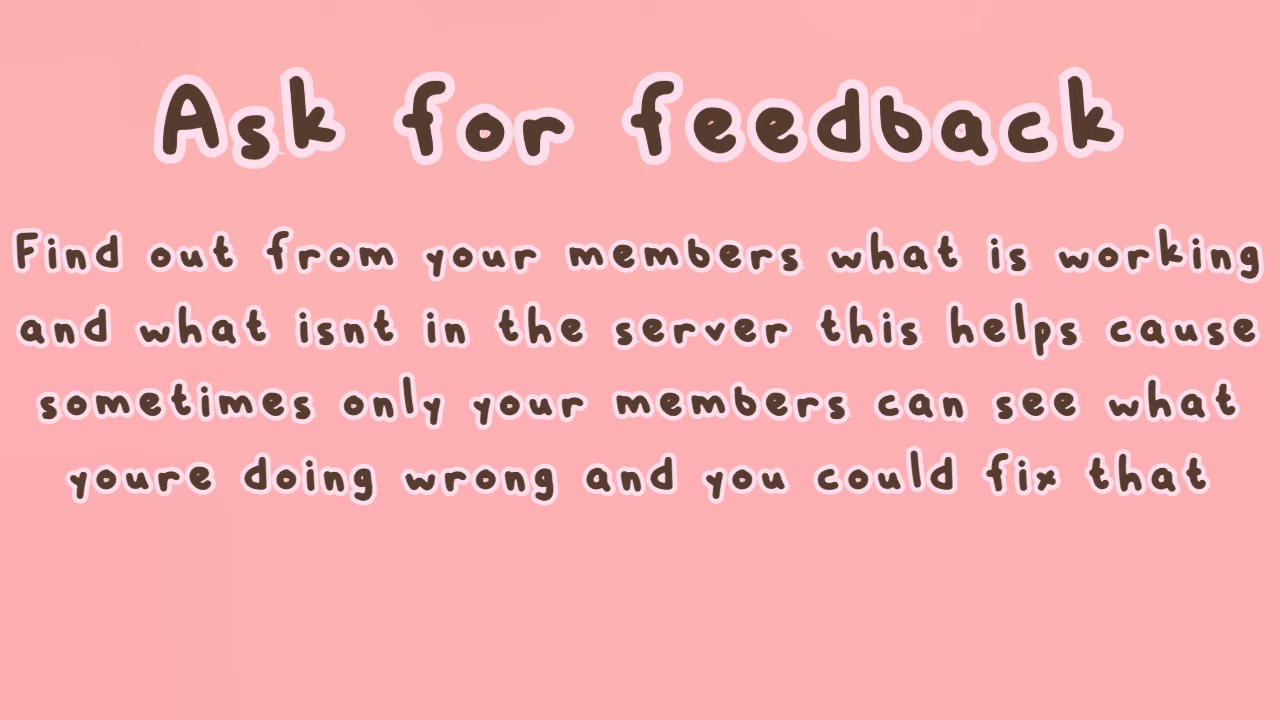 Ask for feedback
Find out from your members what is working
and what isnt in the server this helps cause
sometimes only your members can see what
youre doing wrong and you could fix that